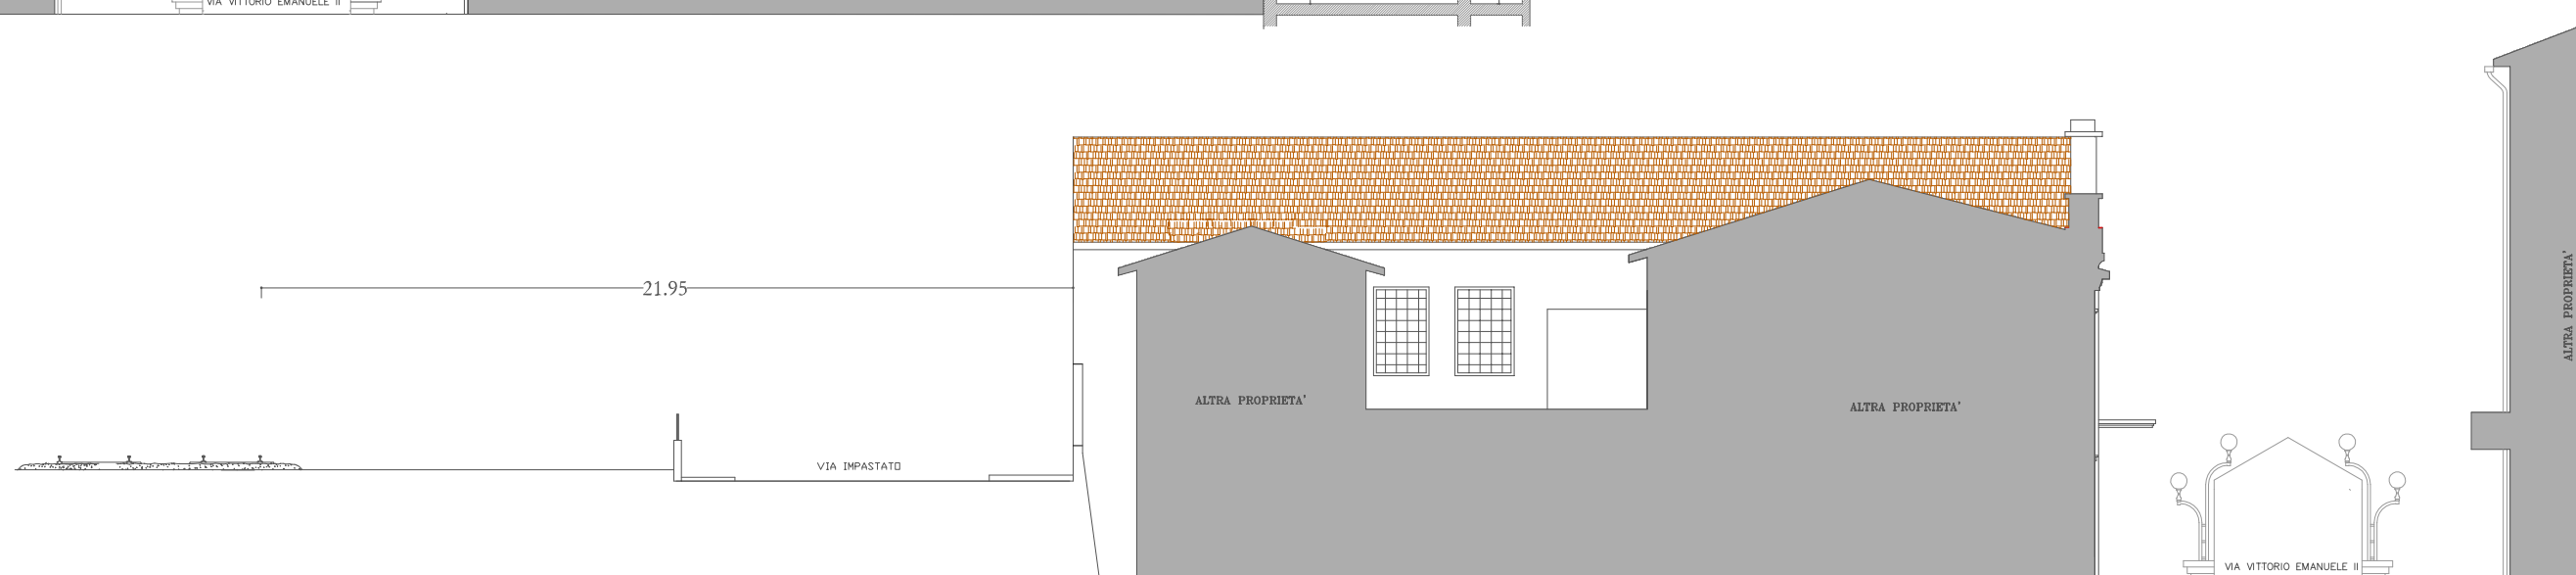 VIA VITTORIO EMANUELE II
21.95
ALTRA PROPRIETA'
ALTRA PROPRIETA'
ALTRA PROPRIETA'
VIA IMPASTATO
VIA VITTORIO EMANUELE II